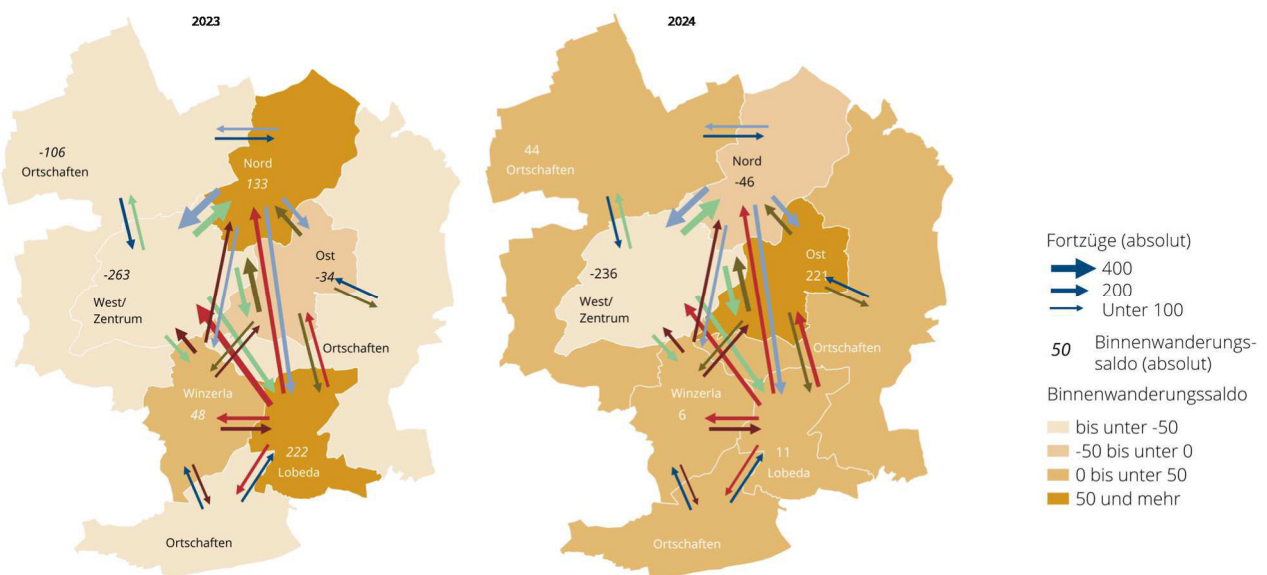 2023
-106
Ortschaften
Nord
133
-263
West/
Zentrum
Ost
-34
Ortschaften
Winzerla
48
222
Lobeda
Ortschaften
2024
44
Ortschaften
Nord
-46
-236
West/
Zentrum
Ost
221
Ortschaften
Winzerla
6
11
Lobeda
Ortschaften
Fortzüge (absolut)
400
200
Unter 100
50 Binnenwanderungs-
saldo (absolut)
Binnenwanderungssaldo
bis unter -50
-50 bis unter 0
0 bis unter 50
50 und mehr